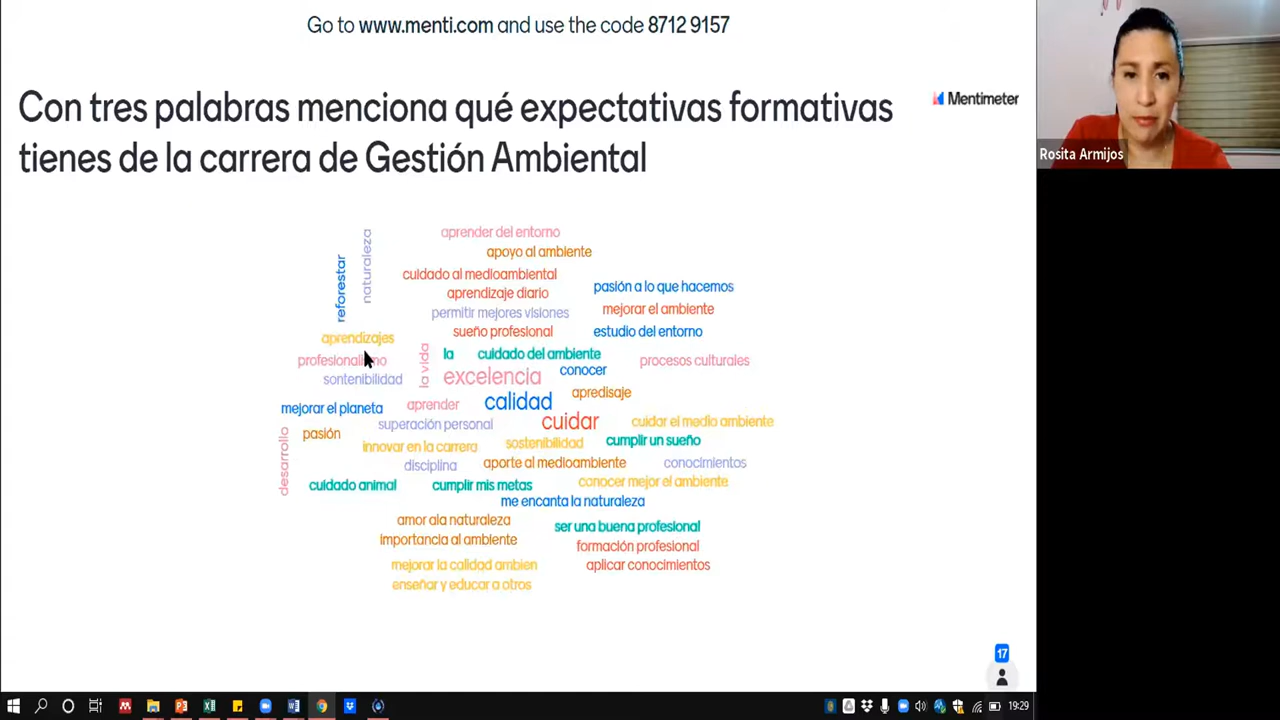 Go to www.menti.com and use the code 8712 9157
Con tres palabras menciona qué expectativas formativas
tienes de la carrera de Gestión Ambiental
Mentimeter
Rosita Armijos
aprender del entorno
apoyo al ambiente
naturaleza
reforestar
cuidado al medioambiental
pasión a lo que hacemos
aprendizaje diario
mejorar el ambiente
permitir mejores visiones
sueño profesional
estudio del entorno
aprendizajes
la
cuidado del ambiente
la vida
procesos culturales
conocer
excelencia
sontenibilidad
apredisaje
calidad
mejorar el planeta
aprender
cuidar
cuidar el medio ambiente
superación personal
pasión
cumplir un sueño
innovar en la carrera
sostenibilidad
desarrollo
disciplina
aporte al medioambiente
conocimientos
cuidado animal
cumplir mis metas
conocer mejor el ambiente
me encanta la naturaleza
amor ala naturaleza
ser una buena profesional
importancia al ambiente
formación profesional
mejorar la calidad ambien
aplicar conocimientos
enseñar y educar a otros
17
19:29